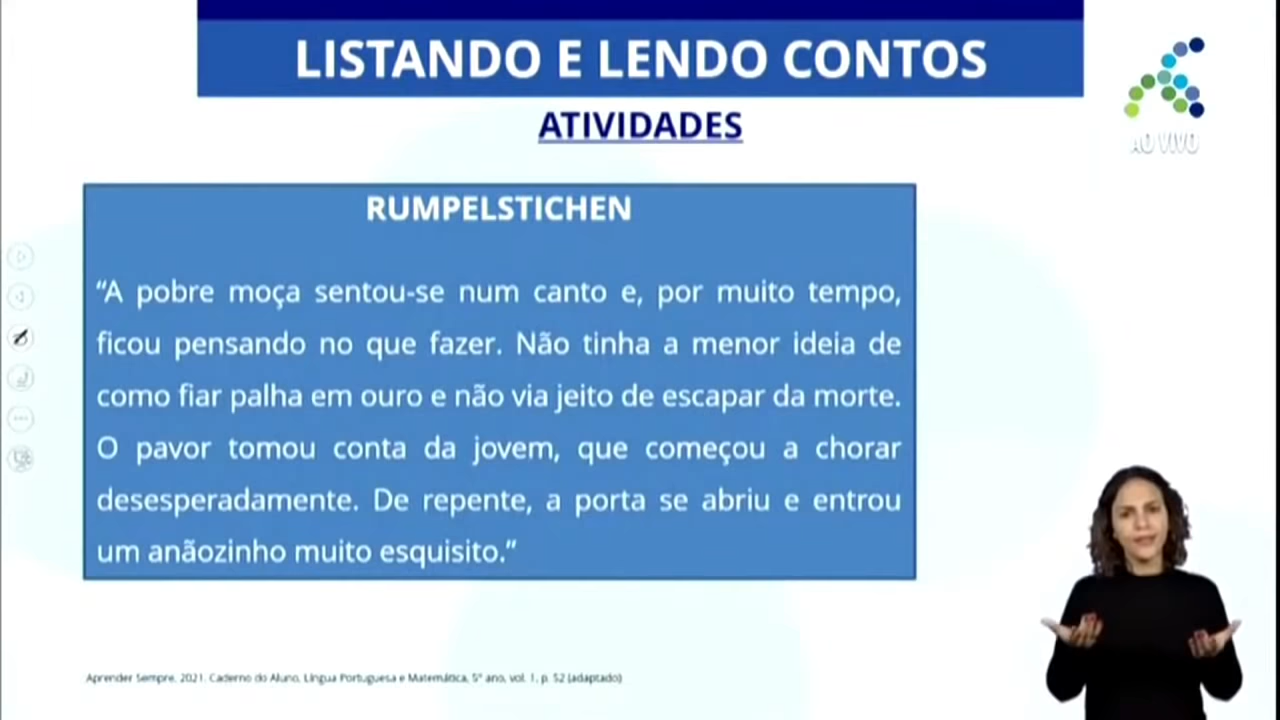 LISTANDO E LENDO CONTOS
ATIVIDADES
AO VIVO
RUMPELSTICHEN
“A pobre moça sentou-se num canto e, por muito tempo,
ficou pensando no que fazer. Não tinha a menor ideia de
como fiar palha em ouro e não via jeito de escapar da morte.
O pavor tomou conta da jovem, que começou a chorar
desesperadamente. De repente, a porta se abriu e entrou
um anãozinho muito esquisito.”
Aprender Sempre. 2021. Caderno do Aluno, Língua Portuguesa e Matemática, 5º ano, vol. 1, p. 52 (adaptado)